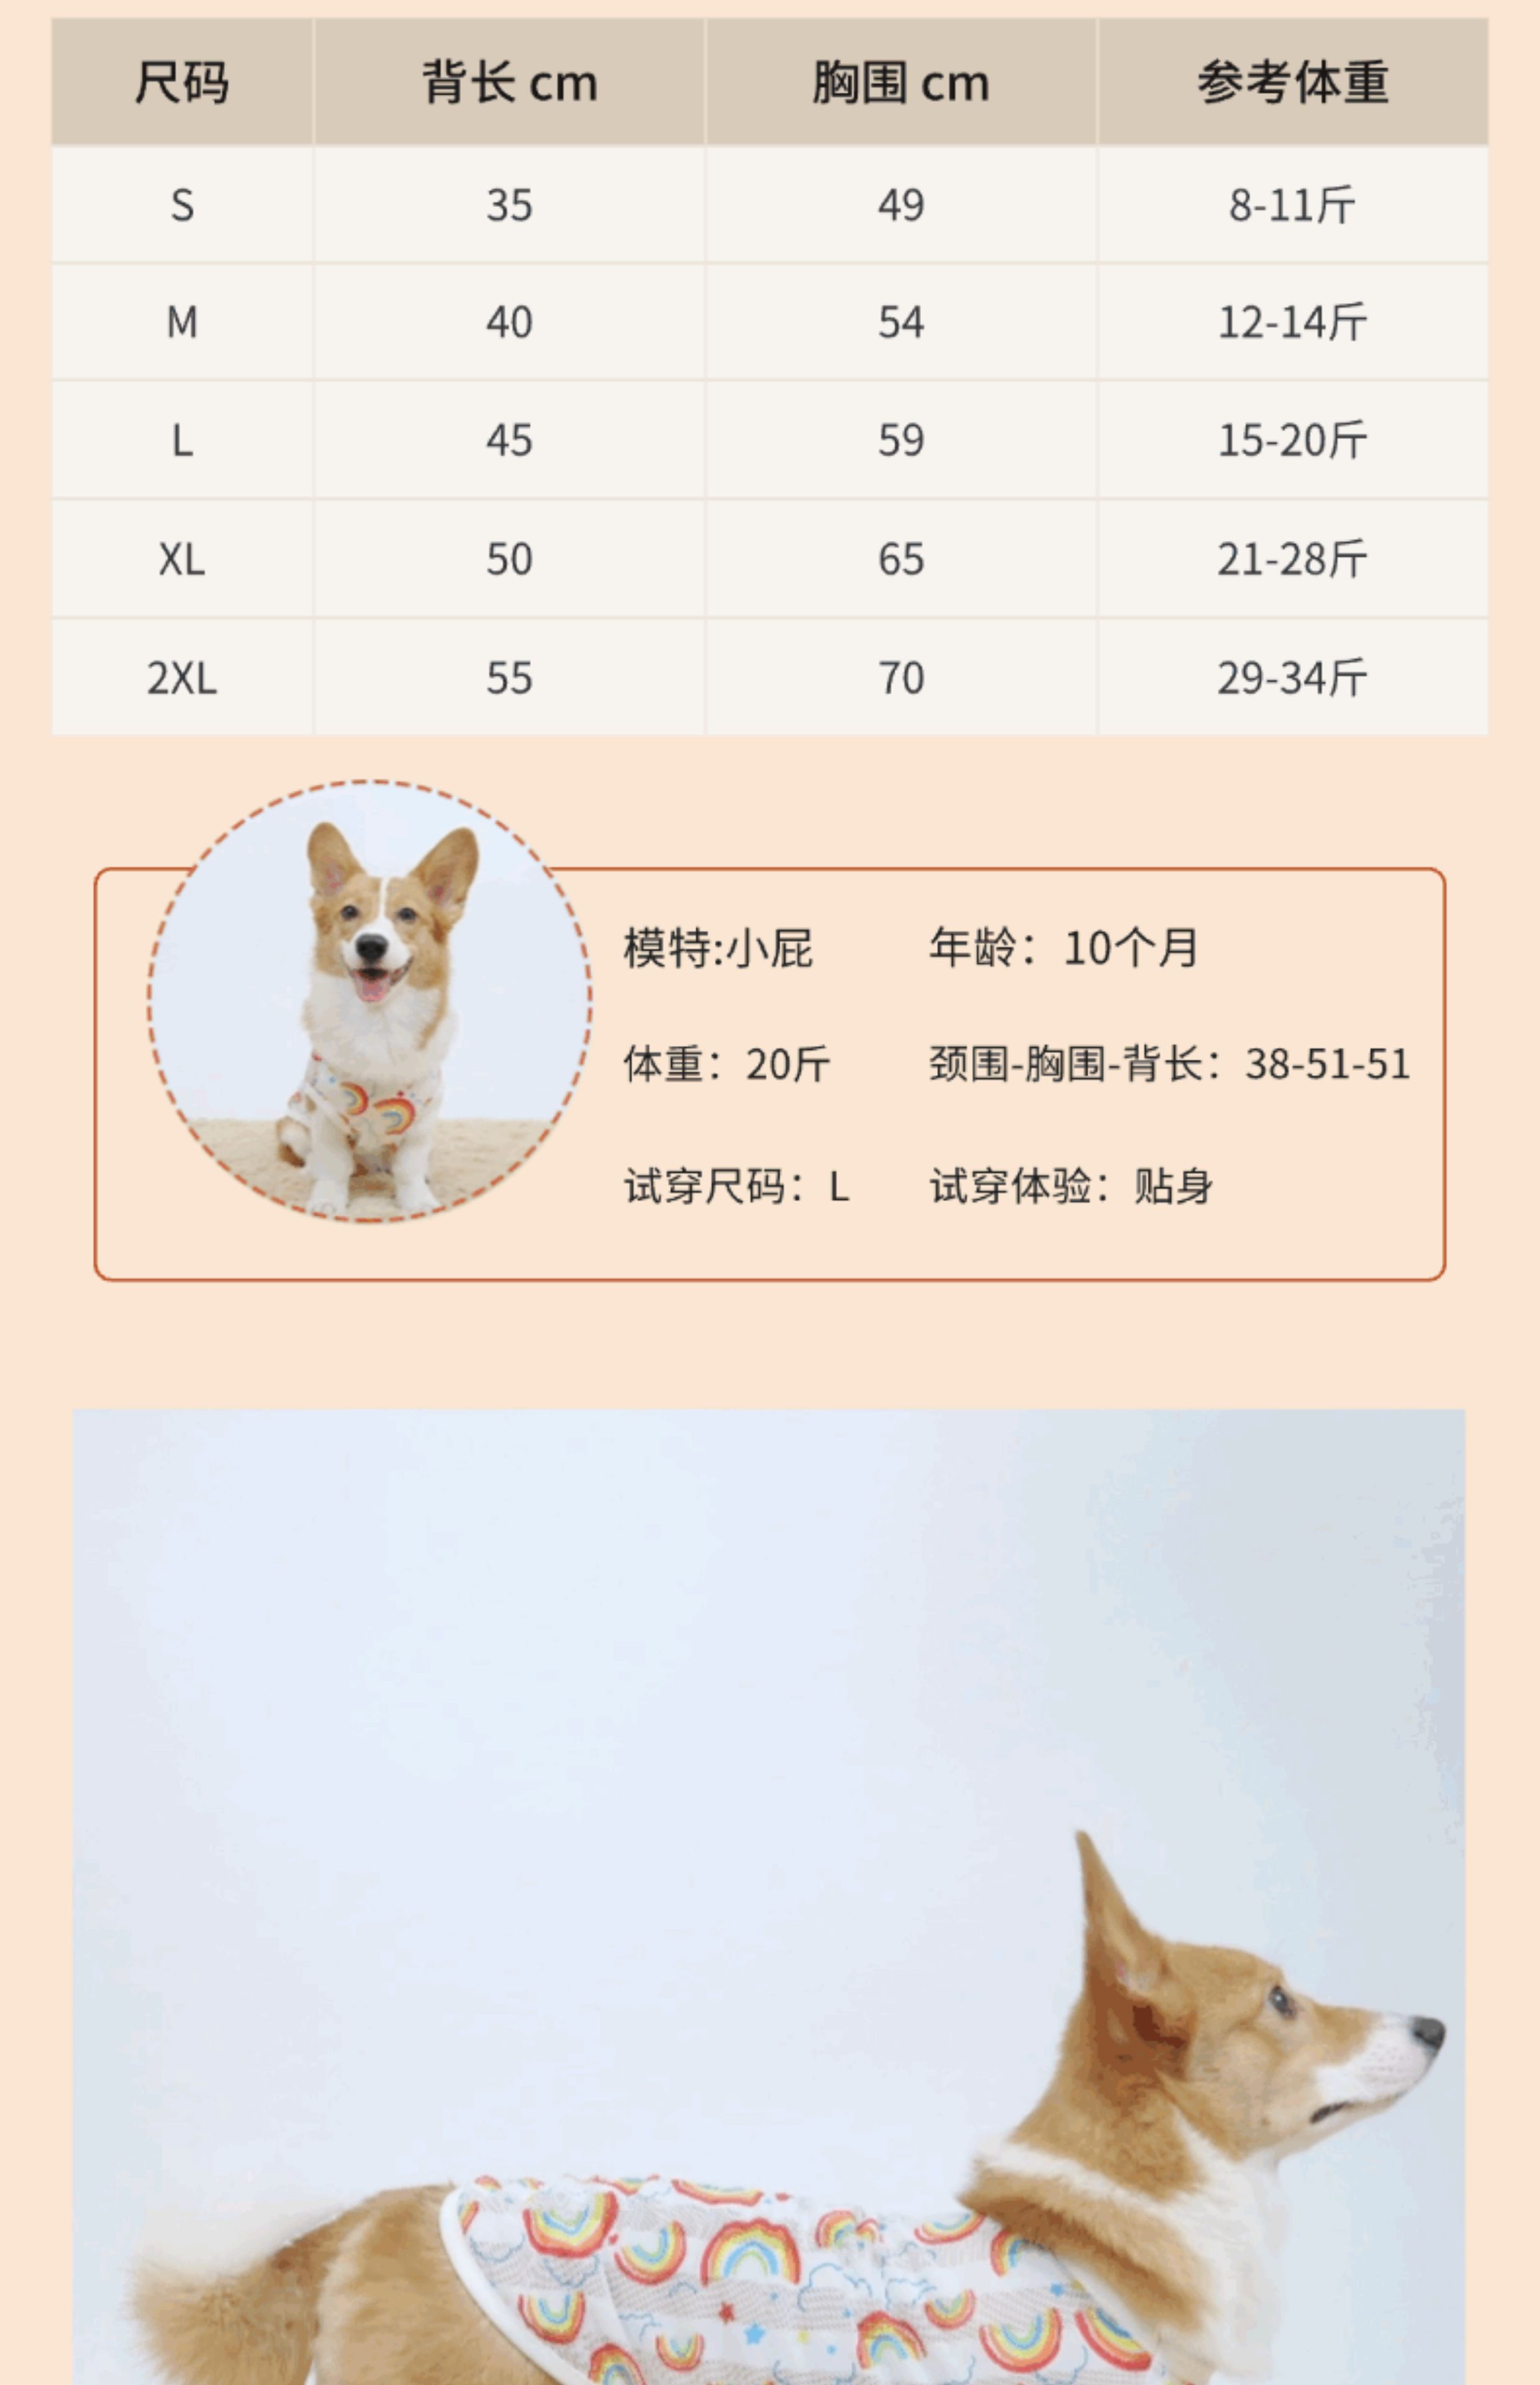 尺码 背长 cm 胸围 cm 参考体重
S 35 49 8-11斤
M 40 54 12-14斤
L 45 59 15-20斤
XL 50 65 21-28斤
2XL 55 70 29-34斤
模特:小屁 年龄：10个月
体重：20斤 颈围-胸围-背长：38-51-51
试穿尺码：L 试穿体验：贴身